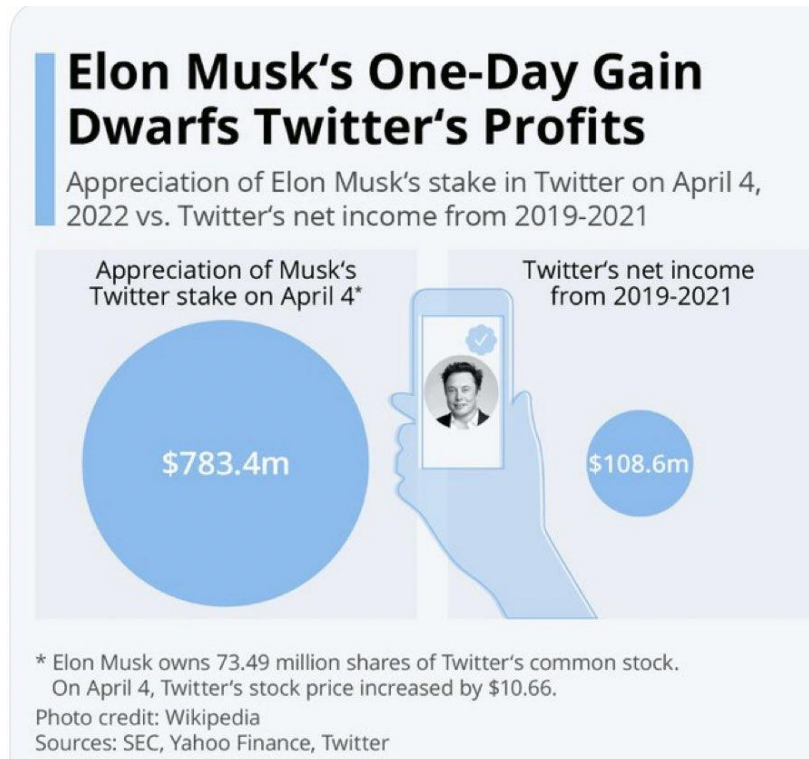 Elon Musk‘s One-Day Gain
Dwarfs Twitter‘s Profits
Appreciation of Elon Musk‘s stake in Twitter on April 4,
2022 vs. Twitter‘s net income from 2019-2021
Appreciation of Musk‘s
Twitter stake on April 4*
Twitter‘s net income
from 2019-2021
$783.4m
$108.6m
* Elon Musk owns 73.49 million shares of Twitter‘s common stock.
On April 4, Twitter‘s stock price increased by $10.66.
Photo credit: Wikipedia
Sources: SEC, Yahoo Finance, Twitter